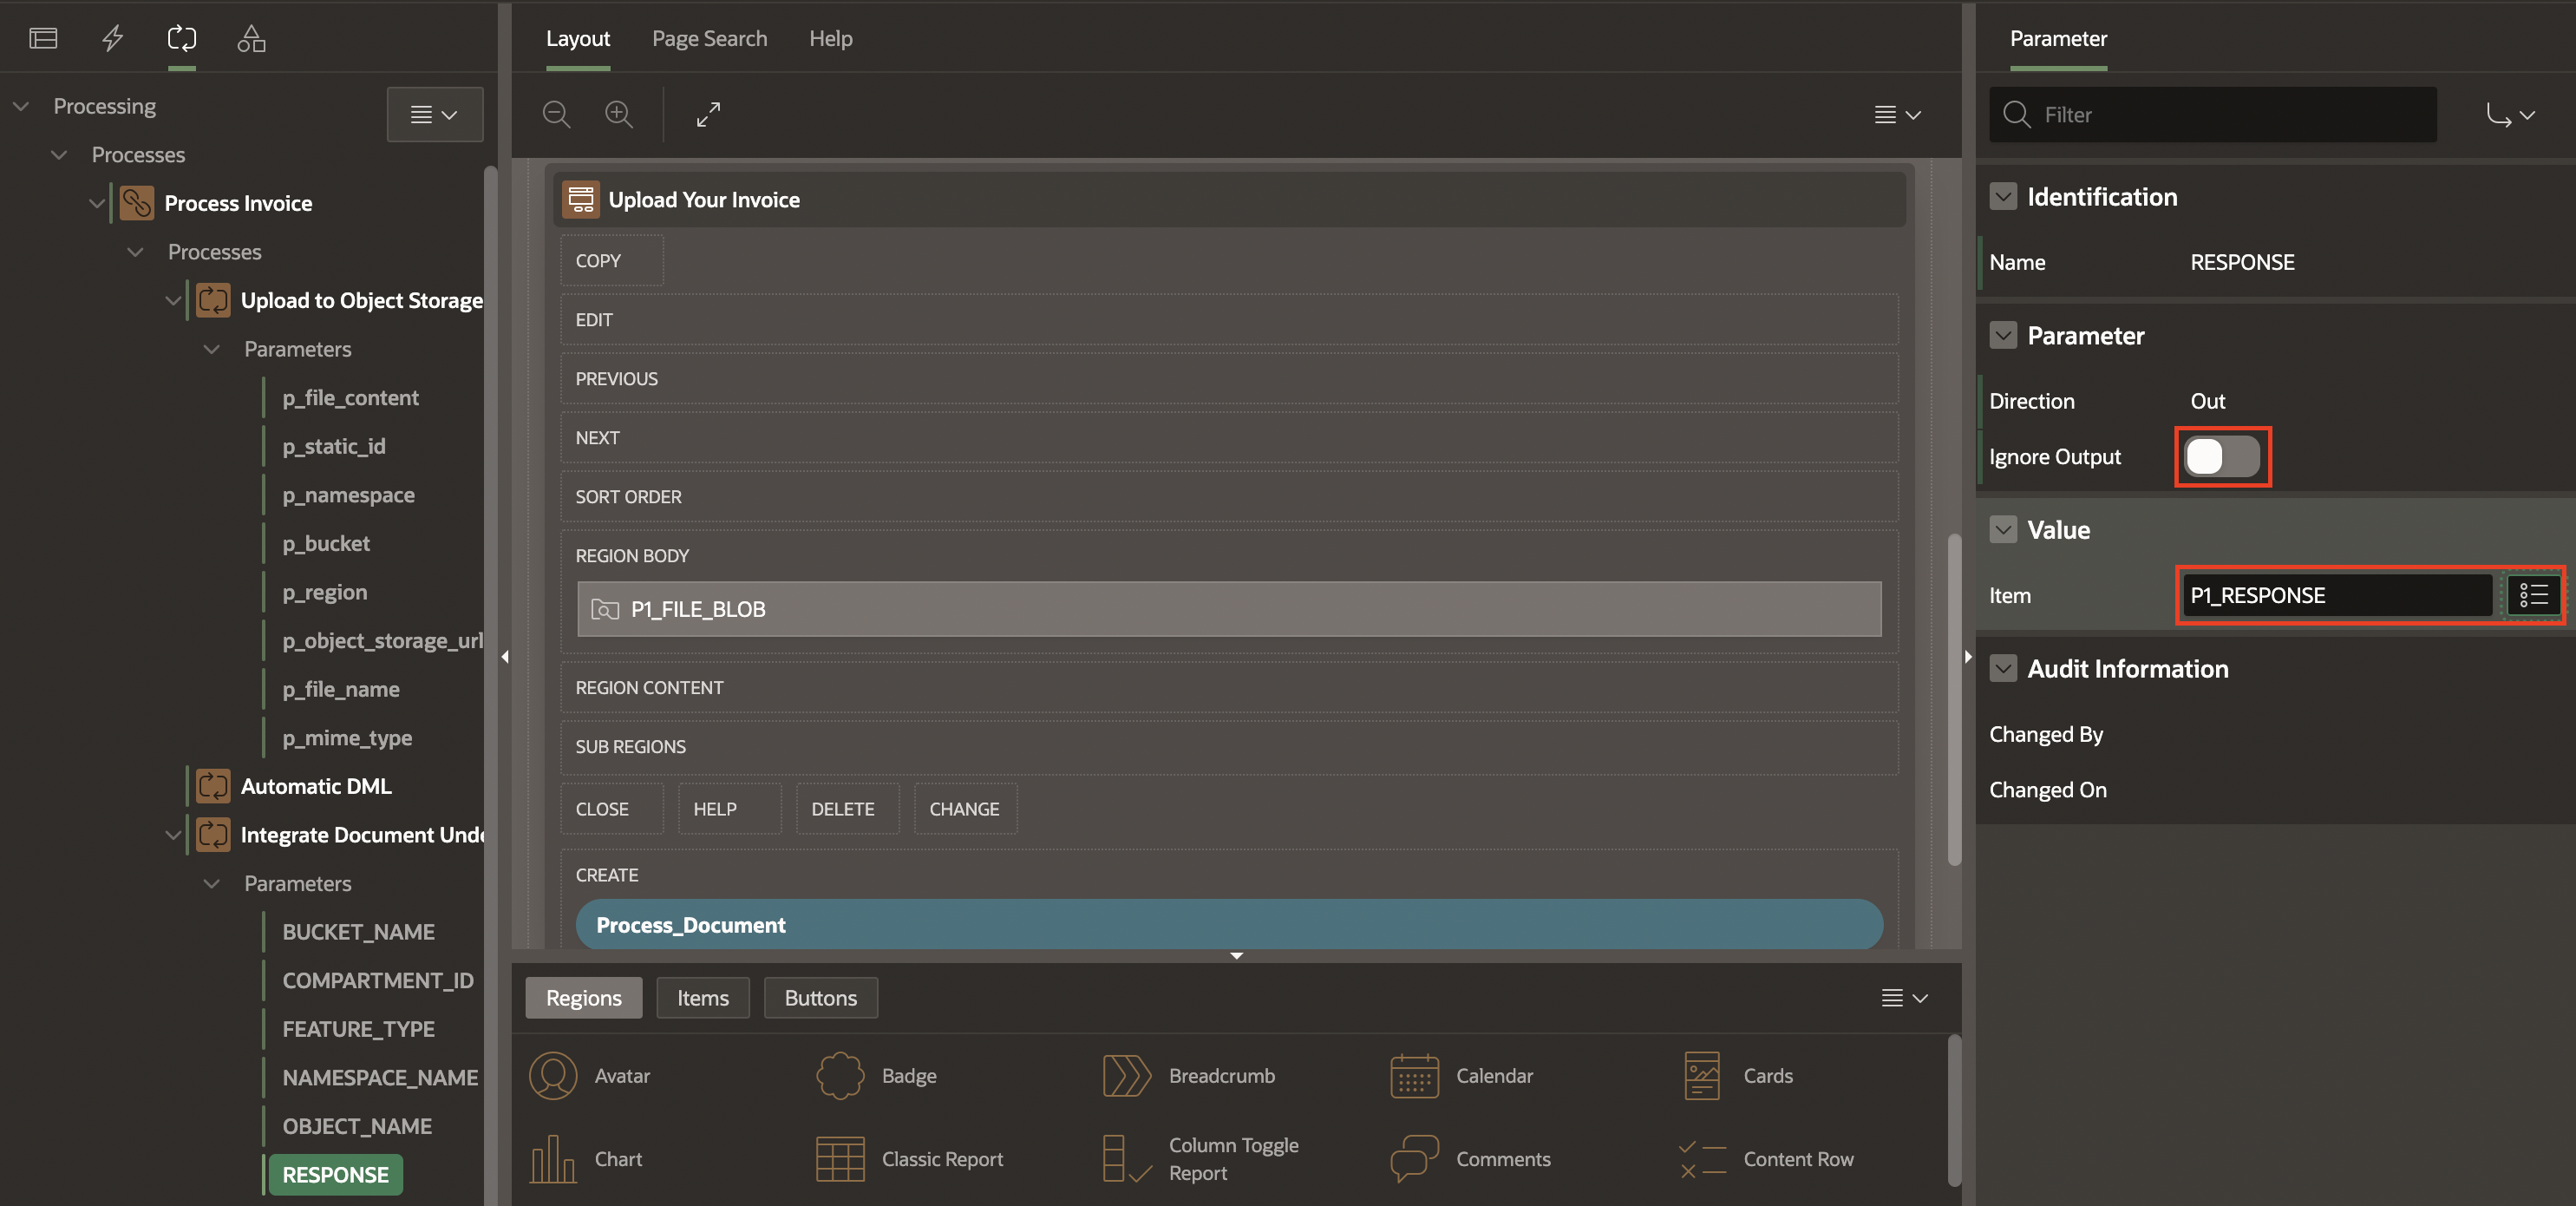 Processing
Processes
Process Invoice
Processes
Upload to Object Storage
Parameters
p_file_content
p_static_id
p_namespace
p_bucket
p_region
p_object_storage_url
p_file_name
p_mime_type
Automatic DML
Integrate Document Unde
Parameters
BUCKET_NAME
COMPARTMENT_ID
FEATURE_TYPE
NAMESPACE_NAME
OBJECT_NAME
RESPONSE
Layout Page Search Help
Upload Your Invoice
COPY
EDIT
PREVIOUS
NEXT
SORT ORDER
REGION BODY
P1_FILE_BLOB
REGION CONTENT
SUB REGIONS
CLOSE HELP DELETE CHANGE
CREATE
Process_Document
Regions Items Buttons
Avatar Badge Breadcrumb Calendar Cards
Chart Classic Report Column Toggle Report Comments Content Row
Parameter
Filter
Identification
Name RESPONSE
Parameter
Direction Out
Ignore Output
Value
Item P1_RESPONSE
Audit Information
Changed By
Changed On